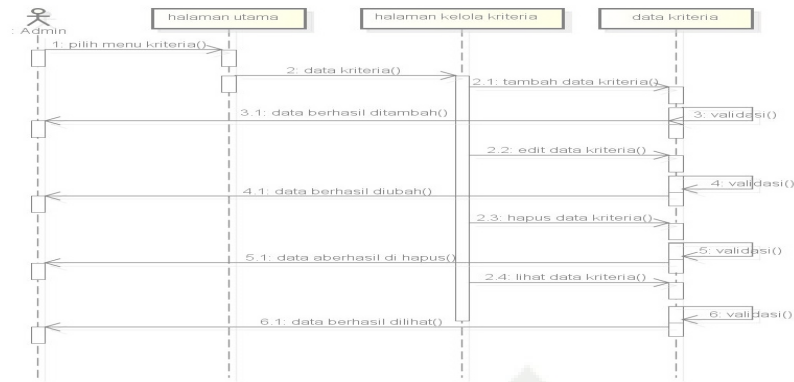 halaman utama
halaman kelola kriteria
data kriteria
: Admin
1: pilih menu kriteria()
2: data kriteria()
2.1: tambah data kriteria()
3.1: data berhasil ditambah()
3: validasi()
2.2: edit data kriteria()
4: validasi()
4.1: data berhasil diubah()
2.3: hapus data kriteria()
5: validasi()
5.1: data aberhasil di hapus()
2.4: lihat data kriteria()
6: validasi()
6.1: data berhasil dilihat()